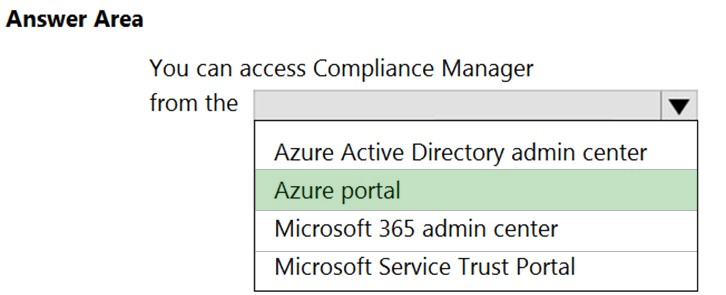 Answer Area
You can access Compliance Manager
from the
Azure Active Directory admin center
Azure portal
Microsoft 365 admin center
Microsoft Service Trust Portal